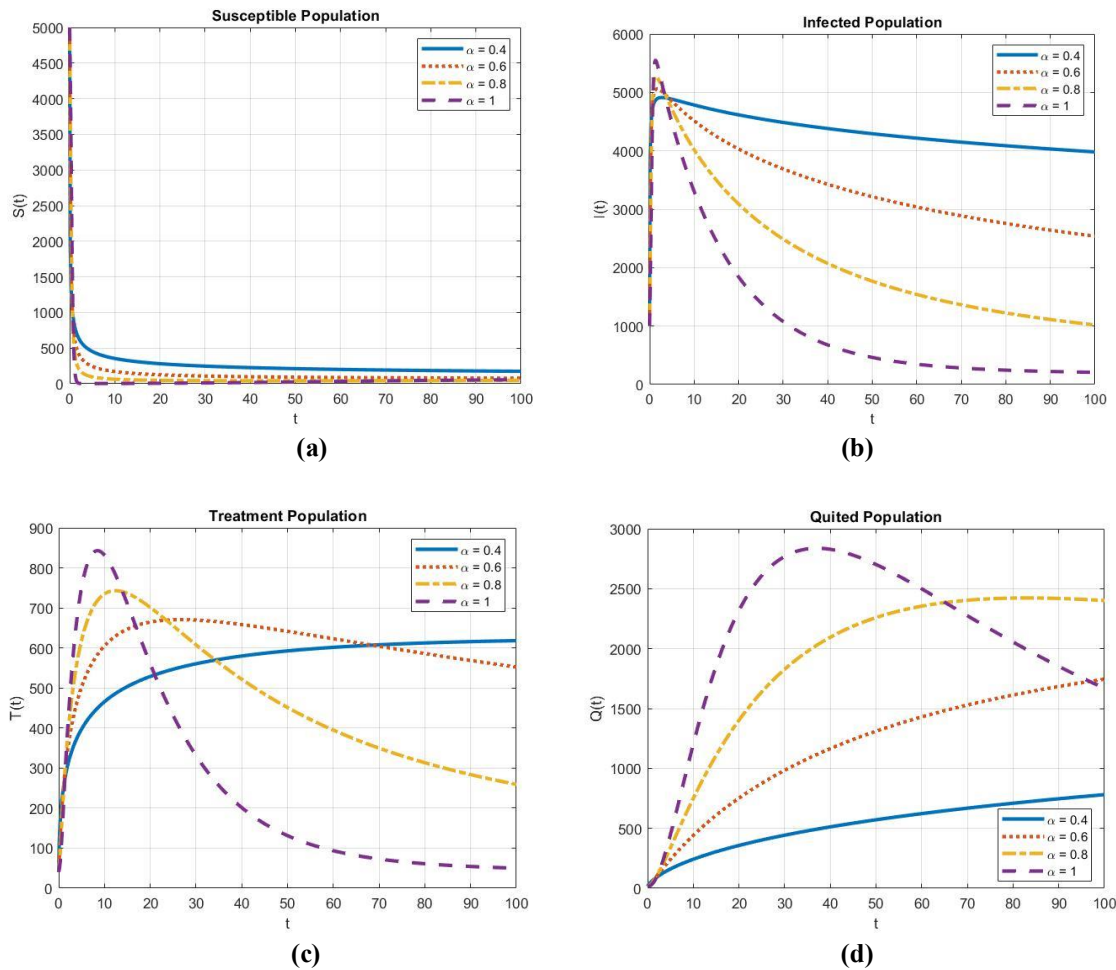 Susceptible Population
5000
4500
4000
3500
3000
2500
2000
1500
1000
500
0
S(t)
0 10 20 30 40 50 60 70 80 90 100
t
α = 0.4
α = 0.6
α = 0.8
α = 1
(a)
Infected Population
6000
5000
4000
3000
2000
1000
0
I(t)
0 10 20 30 40 50 60 70 80 90 100
t
α = 0.4
α = 0.6
α = 0.8
α = 1
(b)
Treatment Population
900
800
700
600
500
400
300
200
100
0
T(t)
0 10 20 30 40 50 60 70 80 90 100
t
α = 0.4
α = 0.6
α = 0.8
α = 1
(c)
Quited Population
3000
2500
2000
1500
1000
500
0
Q(t)
0 10 20 30 40 50 60 70 80 90 100
t
α = 0.4
α = 0.6
α = 0.8
α = 1
(d)